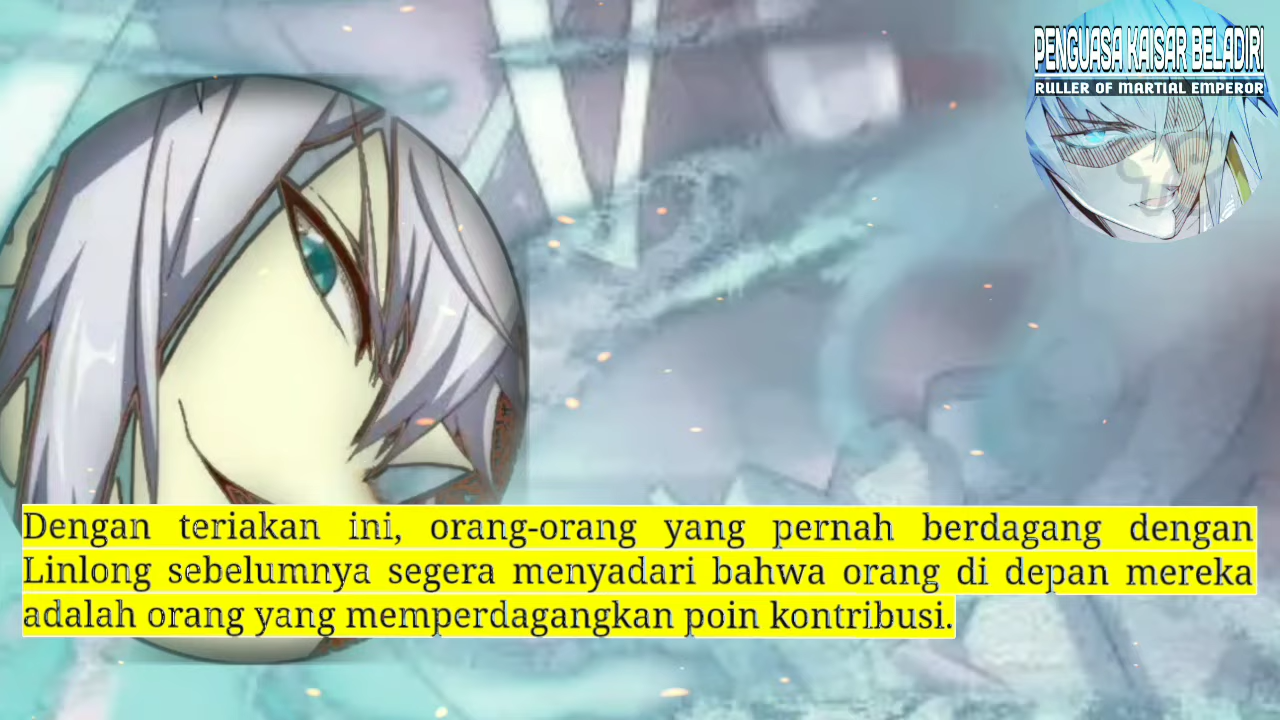 PENGUASA KAISAR BELADIRI
RULLER OF MARTIAL EMPEROR
Dengan teriakan ini, orang-orang yang pernah berdagang dengan
Linlong sebelumnya segera menyadari bahwa orang di depan mereka
adalah orang yang memperdagangkan poin kontribusi.